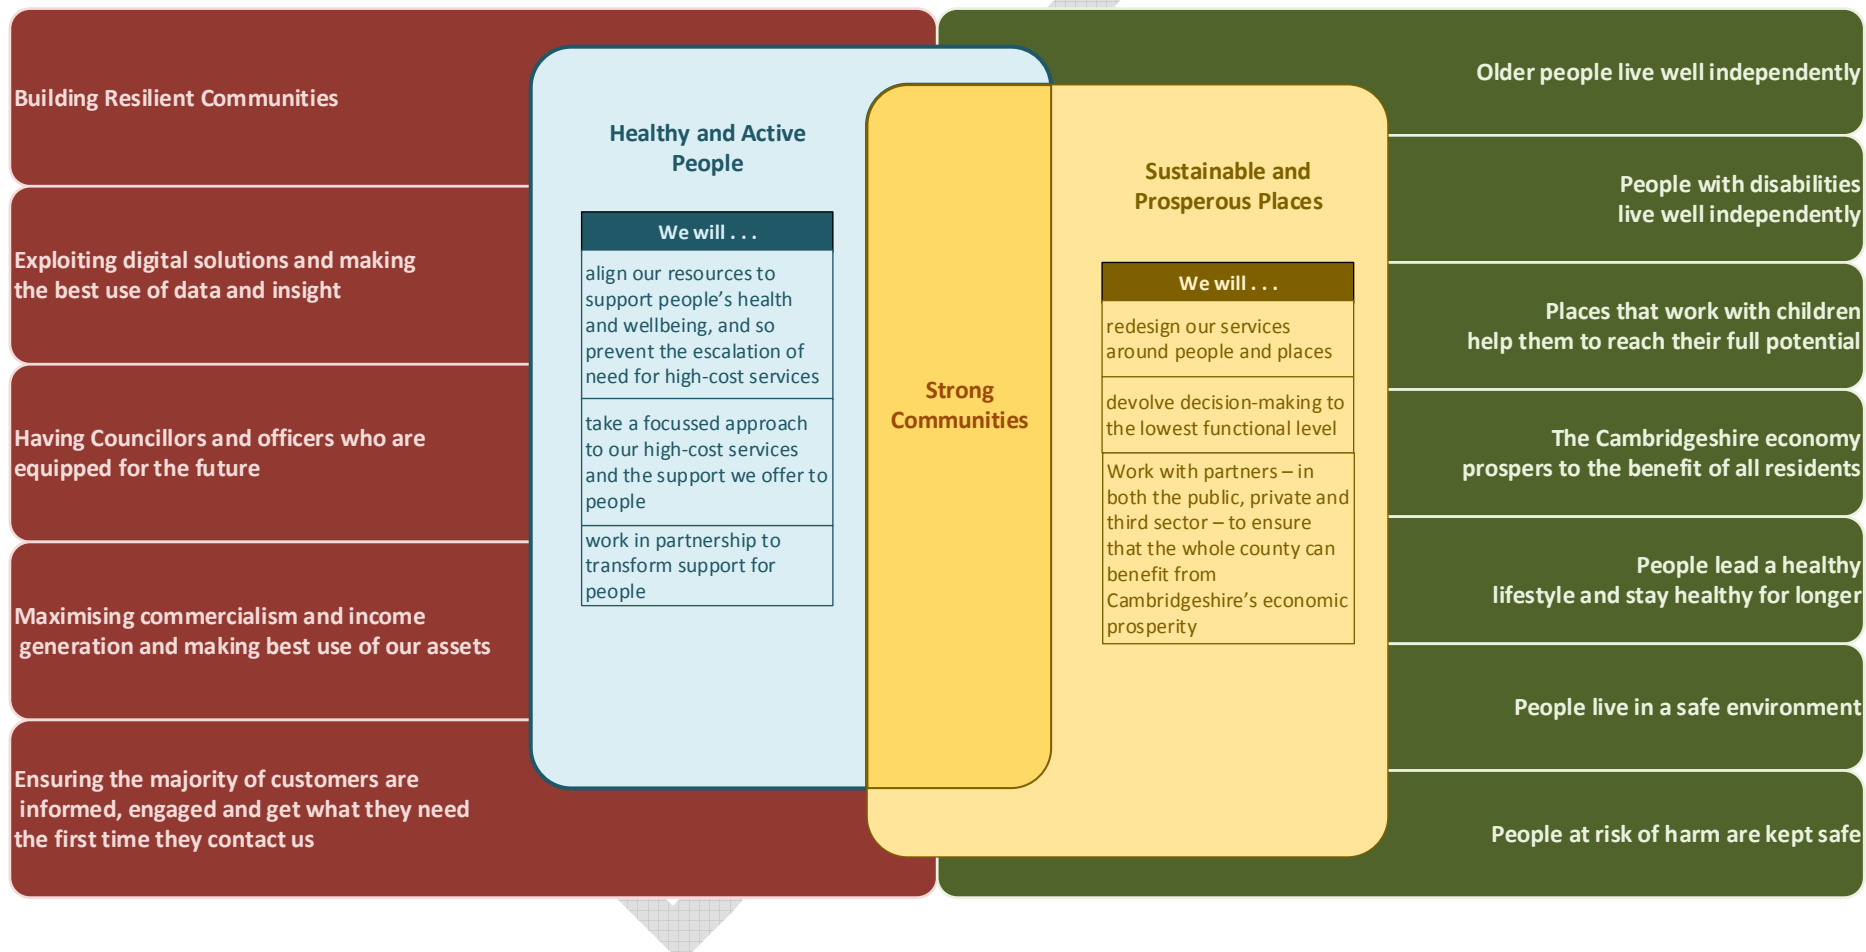 Building Resilient Communities
Exploiting digital solutions and making
the best use of data and insight
Having Councillors and officers who are
equipped for the future
Maximising commercialism and income
generation and making best use of our assets
Ensuring the majority of customers are
informed, engaged and get what they need
the first time they contact us
Healthy and Active
People
We will . . .
align our resources to
support people’s health
and wellbeing, and so
prevent the escalation of
need for high-cost services
take a focussed approach
to our high-cost services
and the support we offer to
people
work in partnership to
transform support for
people
Strong
Communities
Sustainable and
Prosperous Places
We will . . .
redesign our services
around people and places
devolve decision-making to
the lowest functional level
Work with partners – in
both the public, private and
third sector – to ensure
that the whole county can
benefit from
Cambridgeshire’s economic
prosperity
Older people live well independently
People with disabilities
live well independently
Places that work with children
help them to reach their full potential
The Cambridgeshire economy
prospers to the benefit of all residents
People lead a healthy
lifestyle and stay healthy for longer
People live in a safe environment
People at risk of harm are kept safe